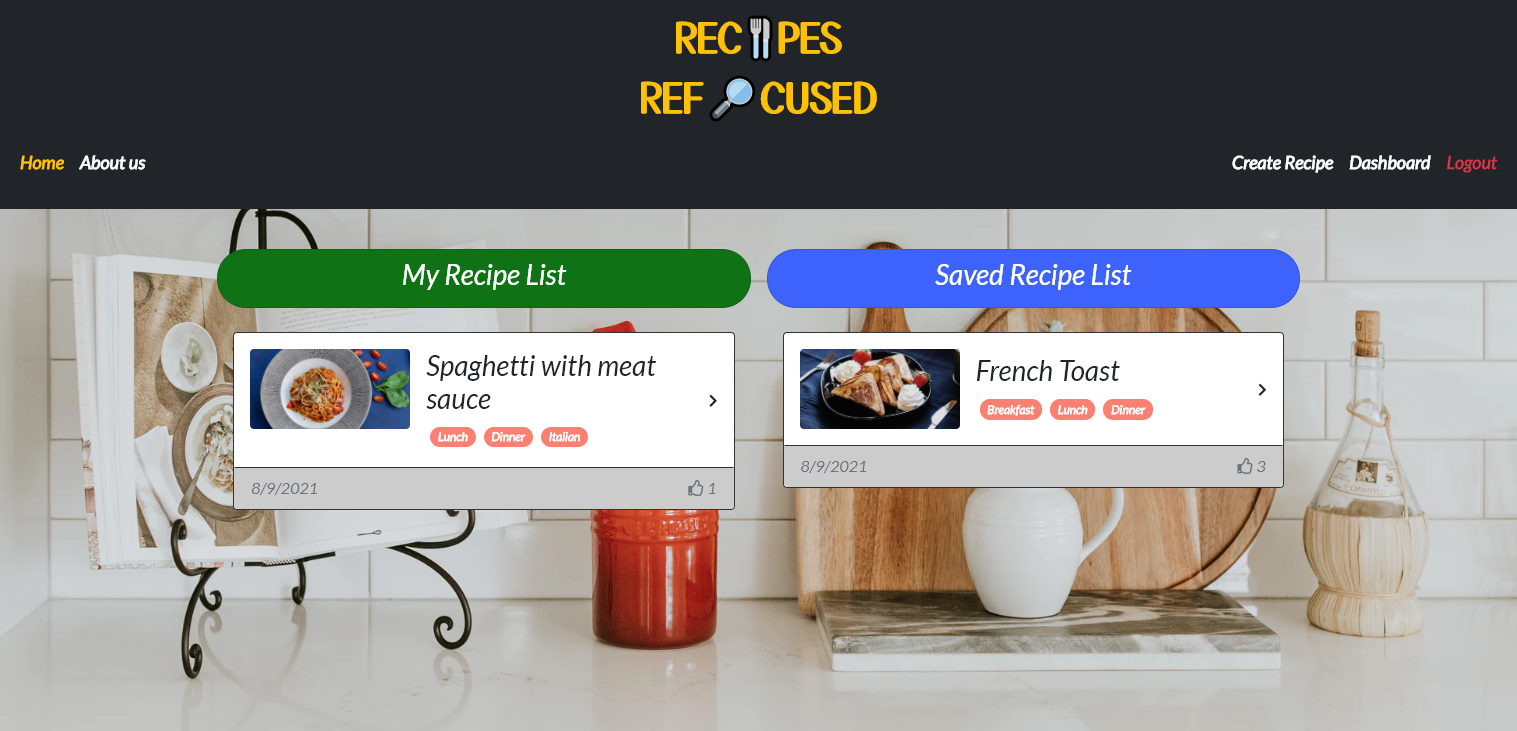 REC PES
REF CUSED
Home About us Create Recipe Dashboard Logout
My Recipe List
Saved Recipe List
Spaghetti with meat
sauce
Lunch Dinner Italian
8/9/2021 1
French Toast
Breakfast Lunch Dinner
8/9/2021 3
CHIANTI